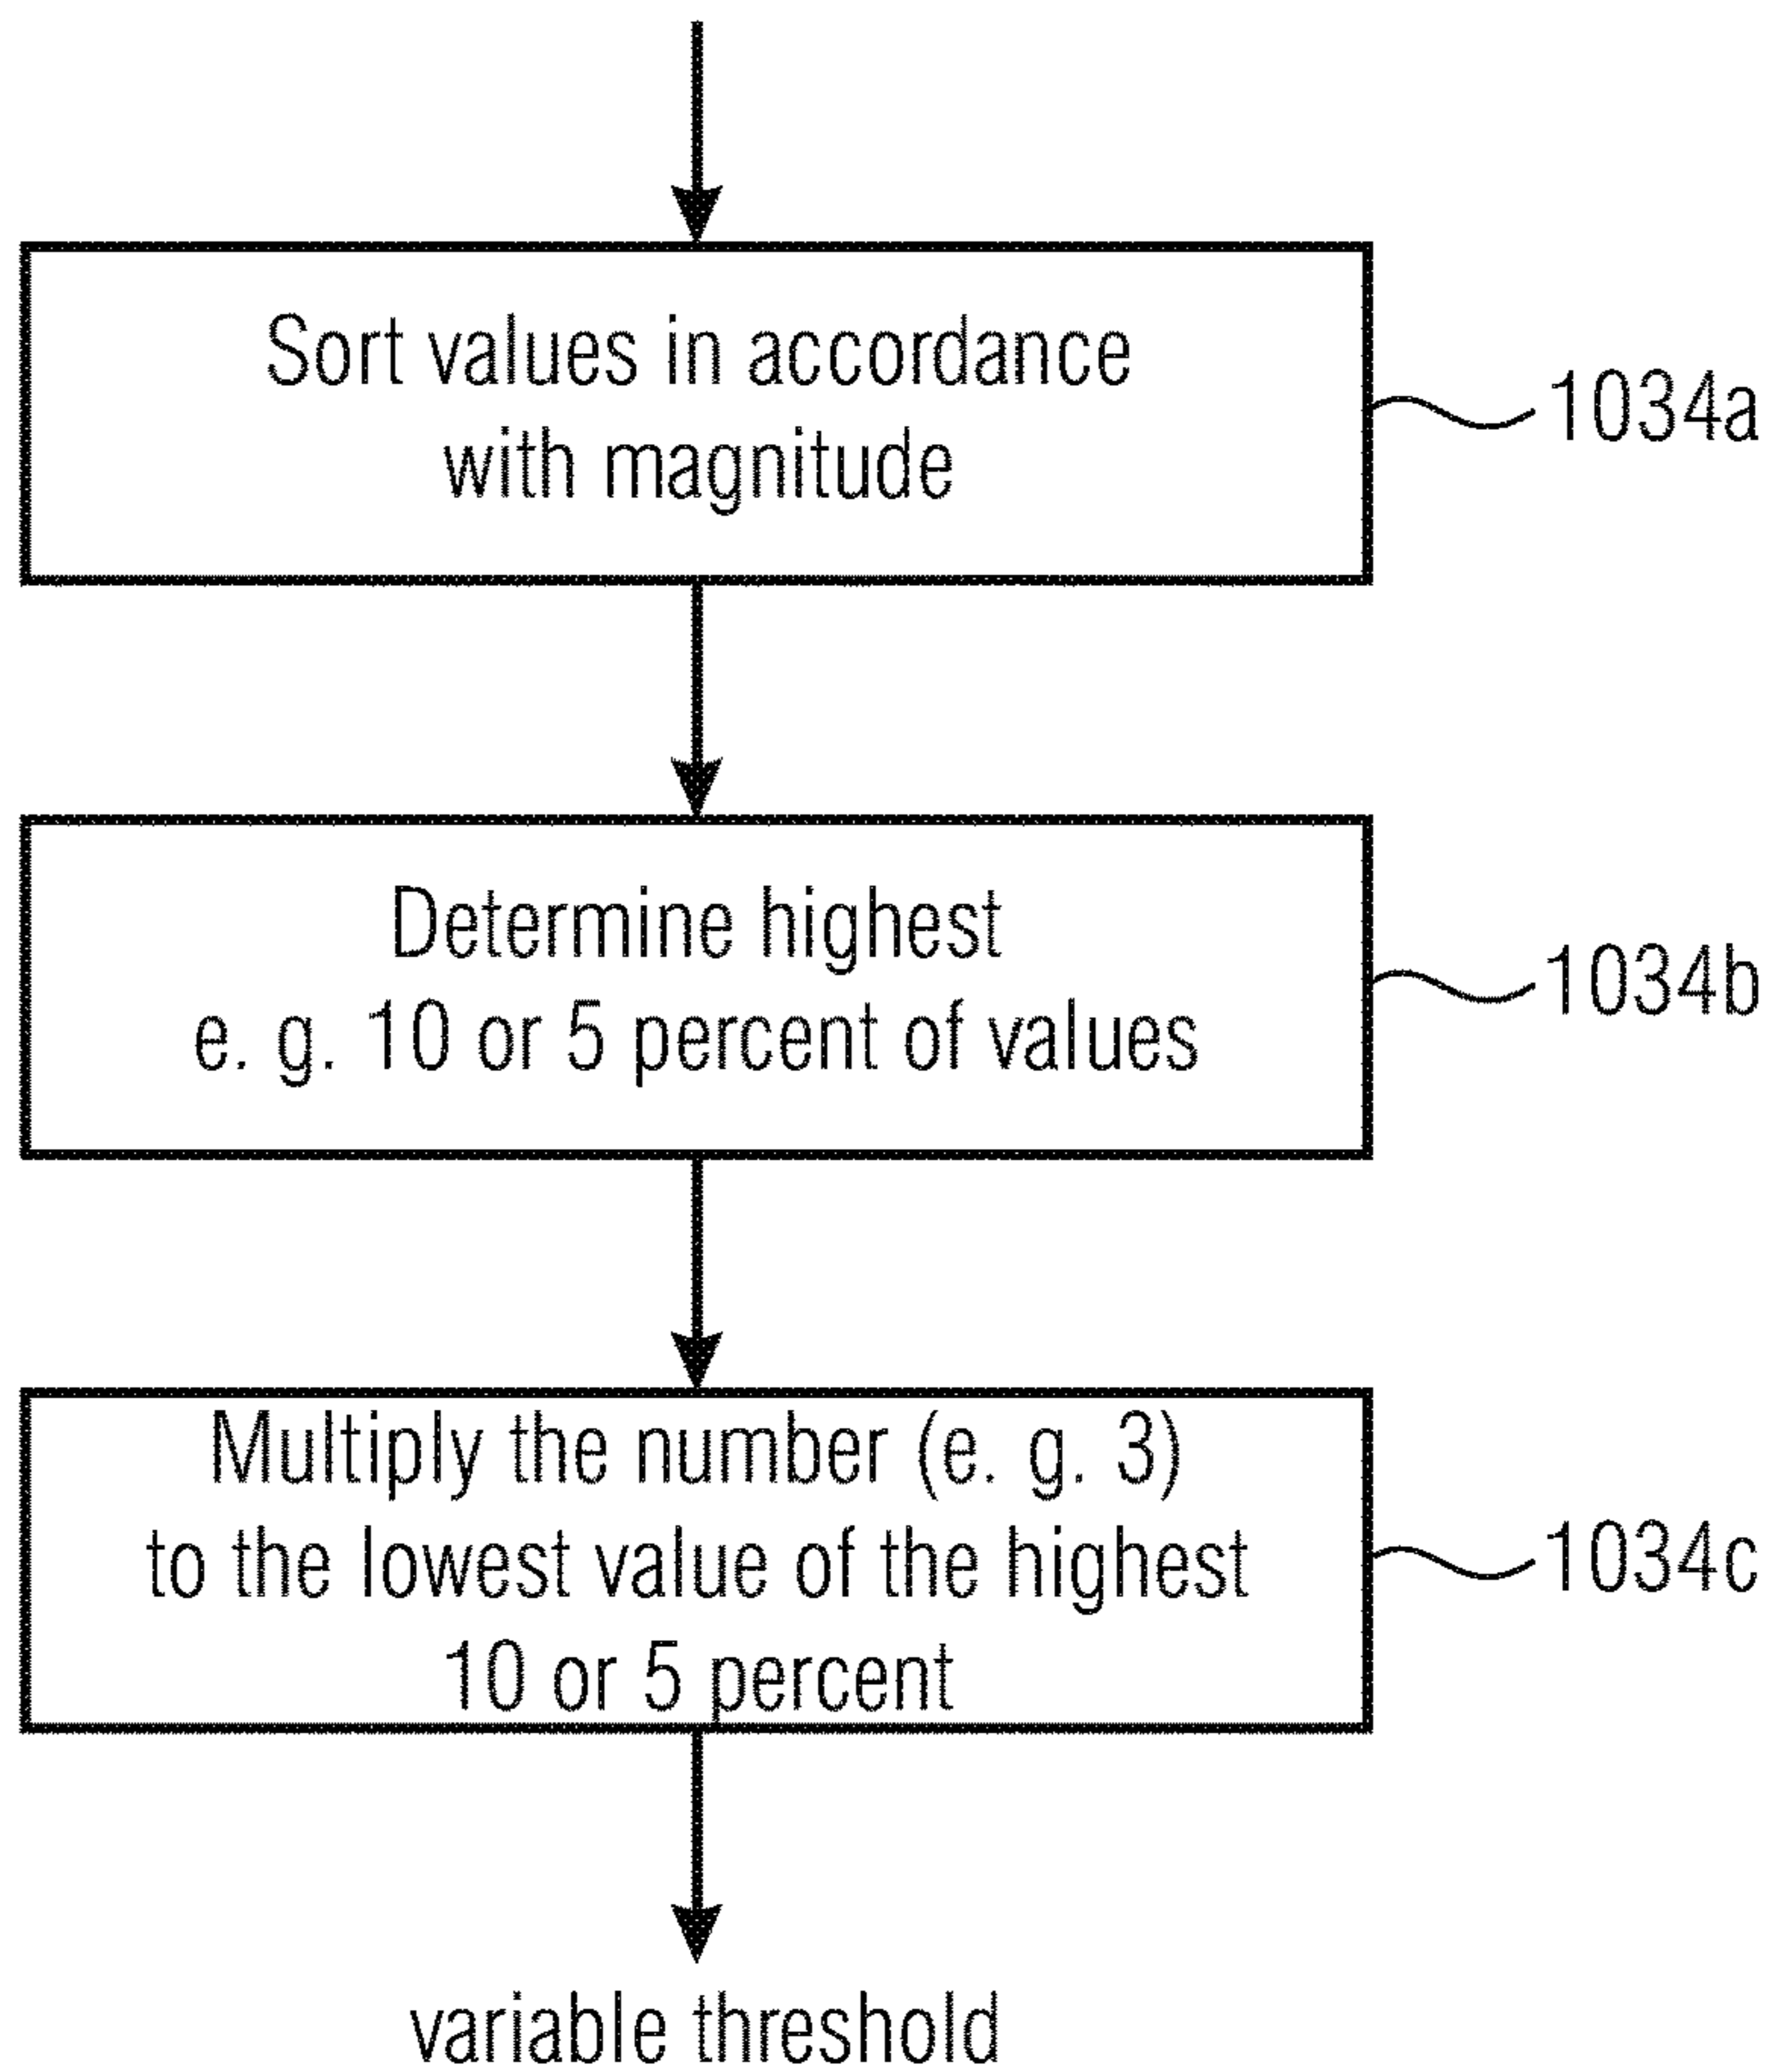 Sort values in accordance
with magnitude
1034a
Determine highest
e. g. 10 or 5 percent of values
1034b
Multiply the number (e. g. 3)
to the lowest value of the highest
10 or 5 percent
1034c
variable threshold